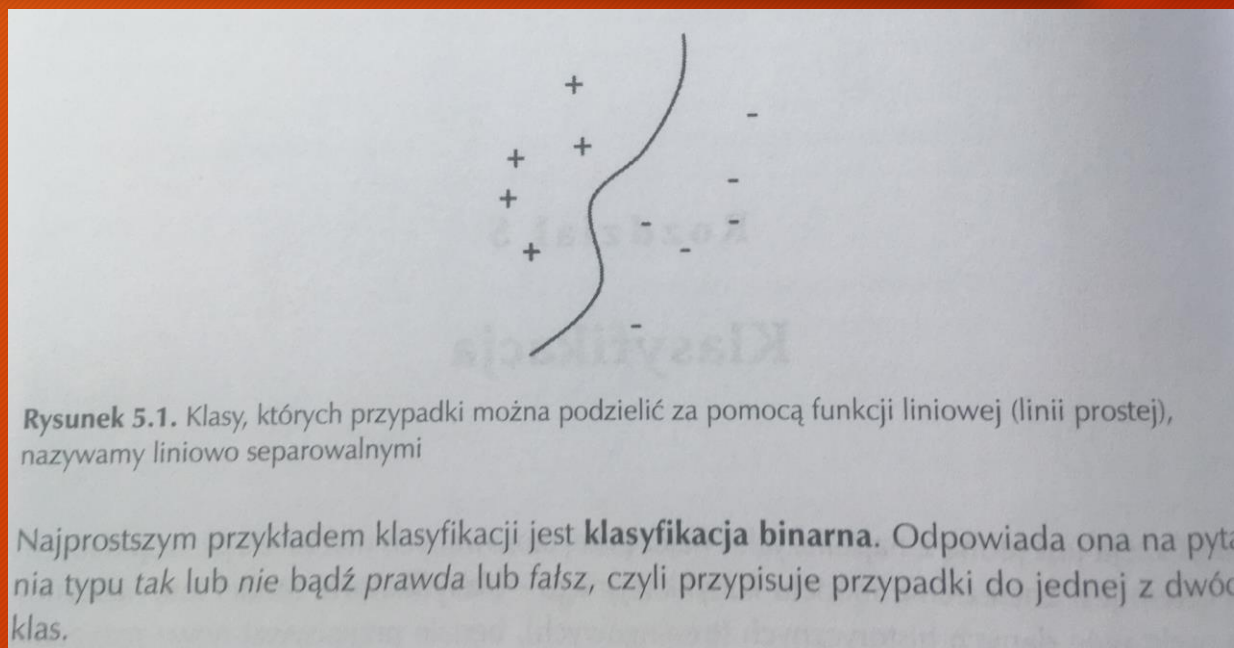 Rysunek 5.1. Klasy, których przypadki można podzielić za pomocą funkcji liniowej (linii prostej),
nazywamy liniowo separowalnymi
Najprostszym przykładem klasyfikacji jest klasyfikacja binarna. Odpowiada ona na pyta
nia typu tak lub nie bądź prawda lub fałsz, czyli przypisuje przypadki do jednej z dwóc
klas.